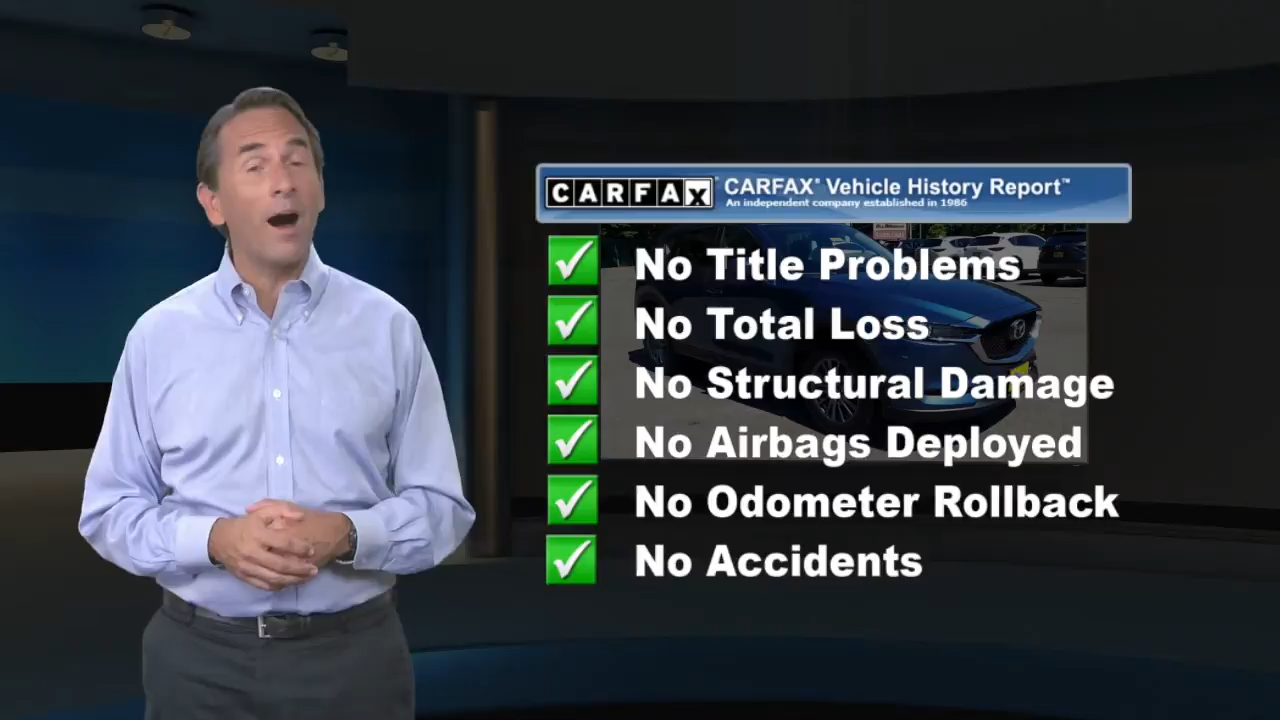 CARFAX
CARFAX® Vehicle History Report™
An independent company established in 1986
No Title Problems
No Total Loss
No Structural Damage
No Airbags Deployed
No Odometer Rollback
No Accidents